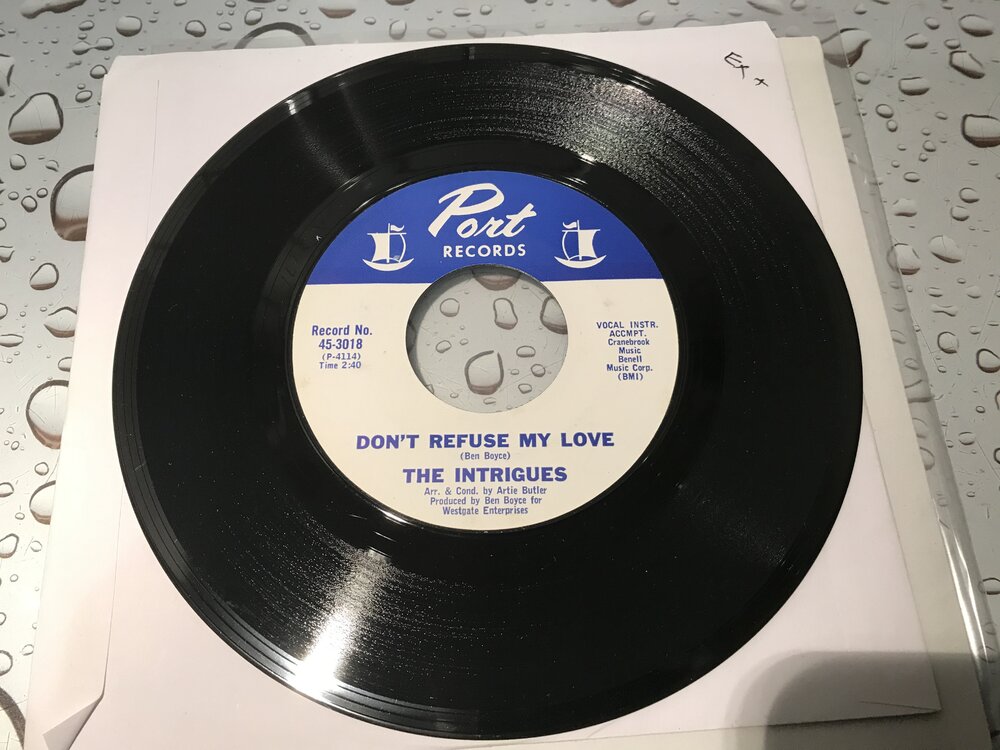 Ex +
Port
RECORDS
Record No.
45-3018
(P-4114)
Time 2:40
VOCAL INSTR.
ACCMPT.
Cranebrook
Music
Benell
Music Corp.
(BMI)
DON'T REFUSE MY LOVE
(Ben Boyce)
THE INTRIGUES
Arr. & Cond. by Artie Butler
Produced by Ben Boyce for
Westgate Enterprises